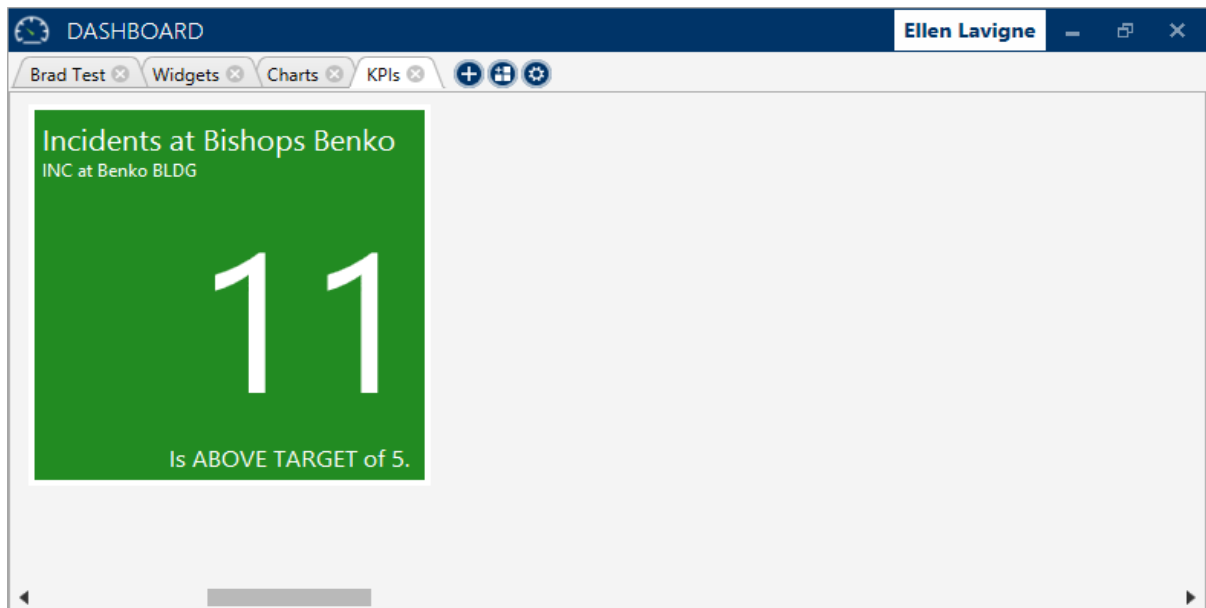 DASHBOARD
Ellen Lavigne
Brad Test
Widgets
Charts
KPIs
Incidents at Bishops Benko
INC at Benko BLDG
11
Is ABOVE TARGET of 5.